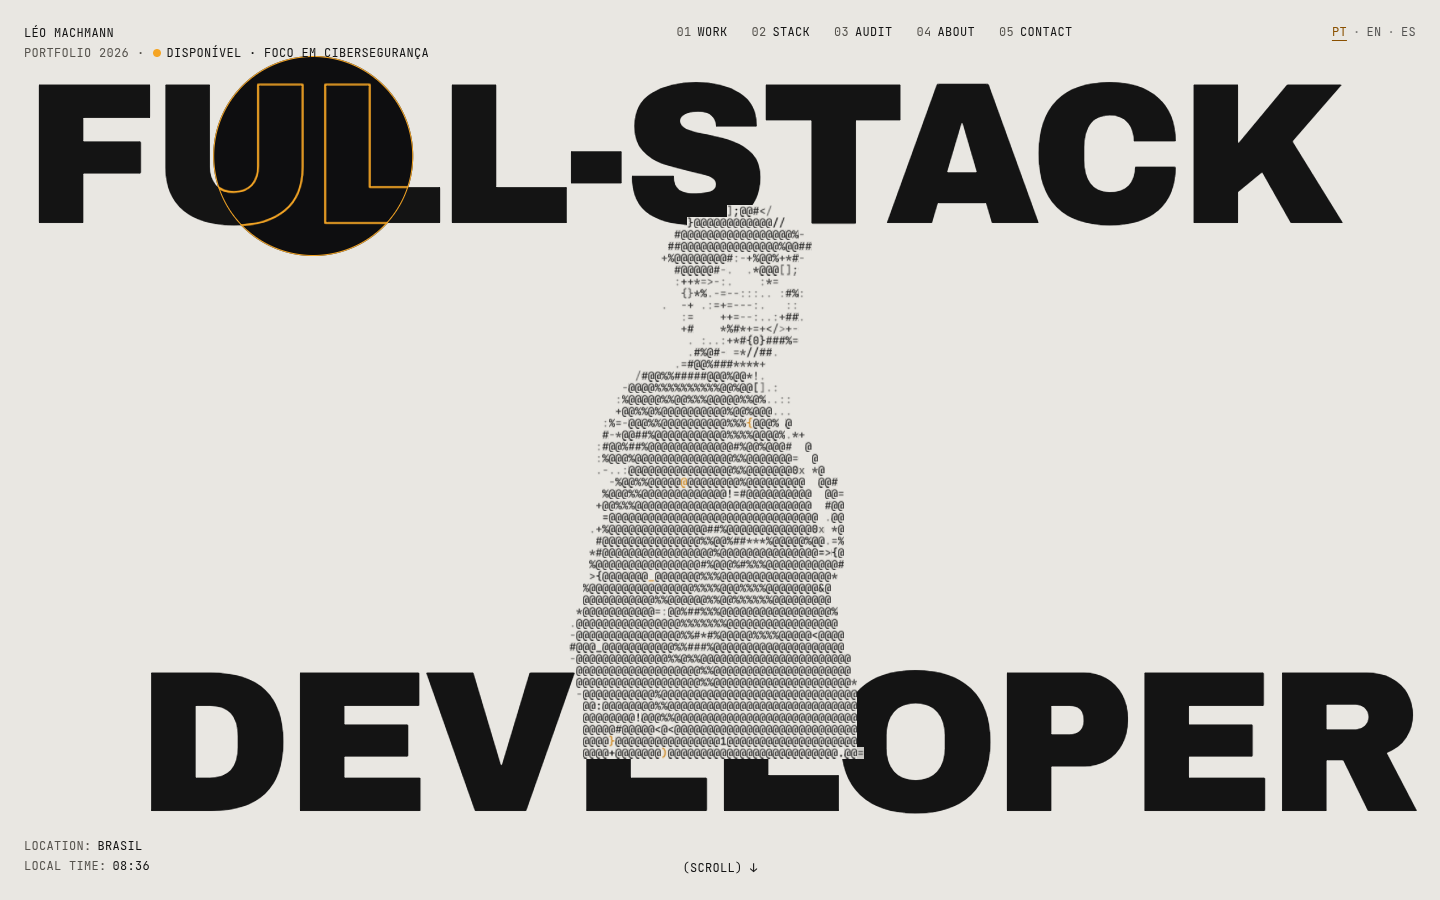 LÉO MACHMANN
PORTFOLIO 2026 · DISPONÍVEL · FOCO EM CIBERSEGURANÇA
01 WORK 02 STACK 03 AUDIT 04 ABOUT 05 CONTACT
PT · EN · ES
FULL-STACK
DEVELOPER
LOCATION: BRASIL
LOCAL TIME: 08:36
(SCROLL) ↓